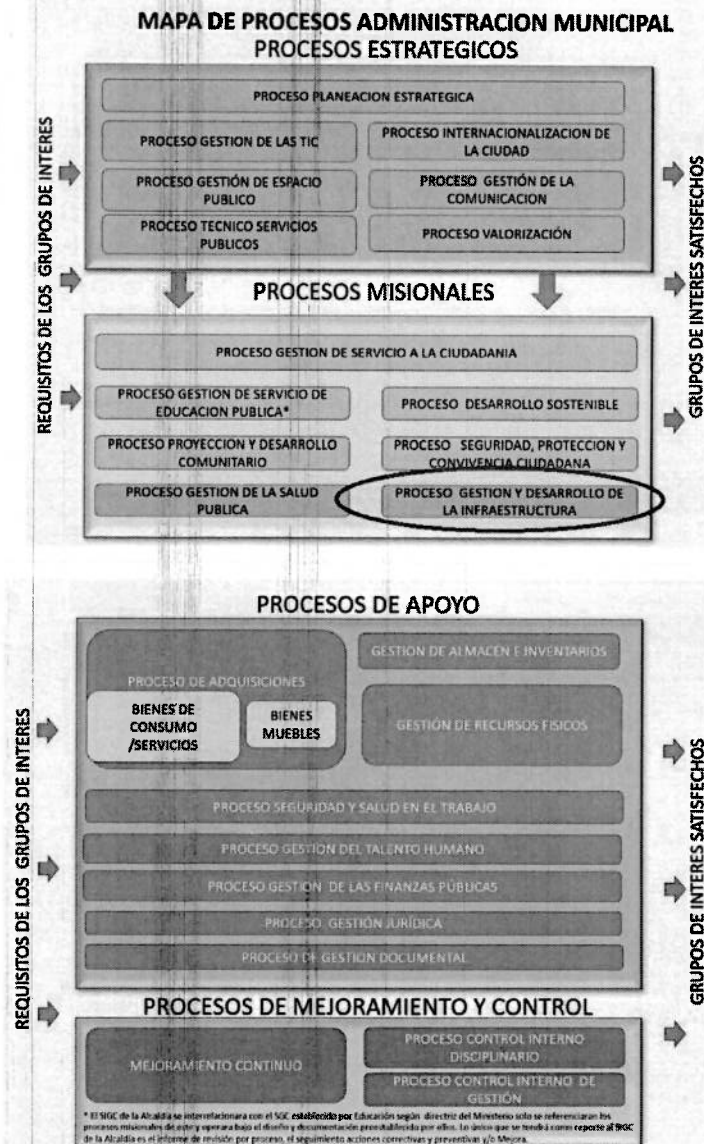 MAPA DE PROCESOS ADMINISTRACION MUNICIPAL
PROCESOS ESTRATEGICOS
REQUISITOS DE LOS GRUPOS DE INTERES
PROCESO PLANEACION ESTRATEGICA
PROCESO GESTION DE LAS TIC
PROCESO INTERNACIONALIZACION DE
LA CIUDAD
PROCESO GESTIÓN DE ESPACIO
PUBLICO
PROCESO GESTIÓN DE LA
COMUNICACION
PROCESO TECNICO SERVICIOS
PUBLICOS
PROCESO VALORIZACIÓN
GRUPOS DE INTERES SATISFECHOS
PROCESOS MISIONALES
PROCESO GESTION DE SERVICIO A LA CIUDADANIA
PROCESO GESTION DE SERVICIO DE
EDUCACION PUBLICA*
PROCESO DESARROLLO SOSTENIBLE
PROCESO PROYECCION Y DESARROLLO
COMUNITARIO
PROCESO SEGURIDAD, PROTECCION Y
CONVIVENCIA CIUDADANA
PROCESO GESTION DE LA SALUD
PUBLICA
PROCESO GESTION Y DESARROLLO DE
LA INFRAESTRUCTURA
PROCESOS DE APOYO
REQUISITOS DE LOS GRUPOS DE INTERES
PROCESO DE ADQUISICIONES
BIENES DE
CONSUMO
/SERVICIOS
BIENES
MUEBLES
GESTION DE ALMACEN E INVENTARIOS
GESTIÓN DE RECURSOS FISICOS
PROCESO SEGURIDAD Y SALUD EN EL TRABAJO
PROCESO GESTION DEL TALENTO HUMANO
PROCESO GESTION DE LAS FINANZAS PÚBLICAS
PROCESO GESTIÓN JURÍDICA
PROCESO DE GESTION DOCUMENTAL
GRUPOS DE INTERES SATISFECHOS
PROCESOS DE MEJORAMIENTO Y CONTROL
MEJORAMIENTO CONTINUO
PROCESO CONTROL INTERNO
DISCIPLINARIO
PROCESO CONTROL INTERNO DE
GESTIÓN
* El SIGC de la Alcaldía se interrelacionara con el SGC establecido por Educación según directriz del Ministerio solo se referenciaran los
procesos misionales de este y operara bajo el diseño y documentación preestablecido por ellos. Lo único que se tendrá como reporte al SIGC
de la Alcaldía es el informe de revisión por proceso, el seguimiento acciones correctivas y preventivas y/o Mejora.